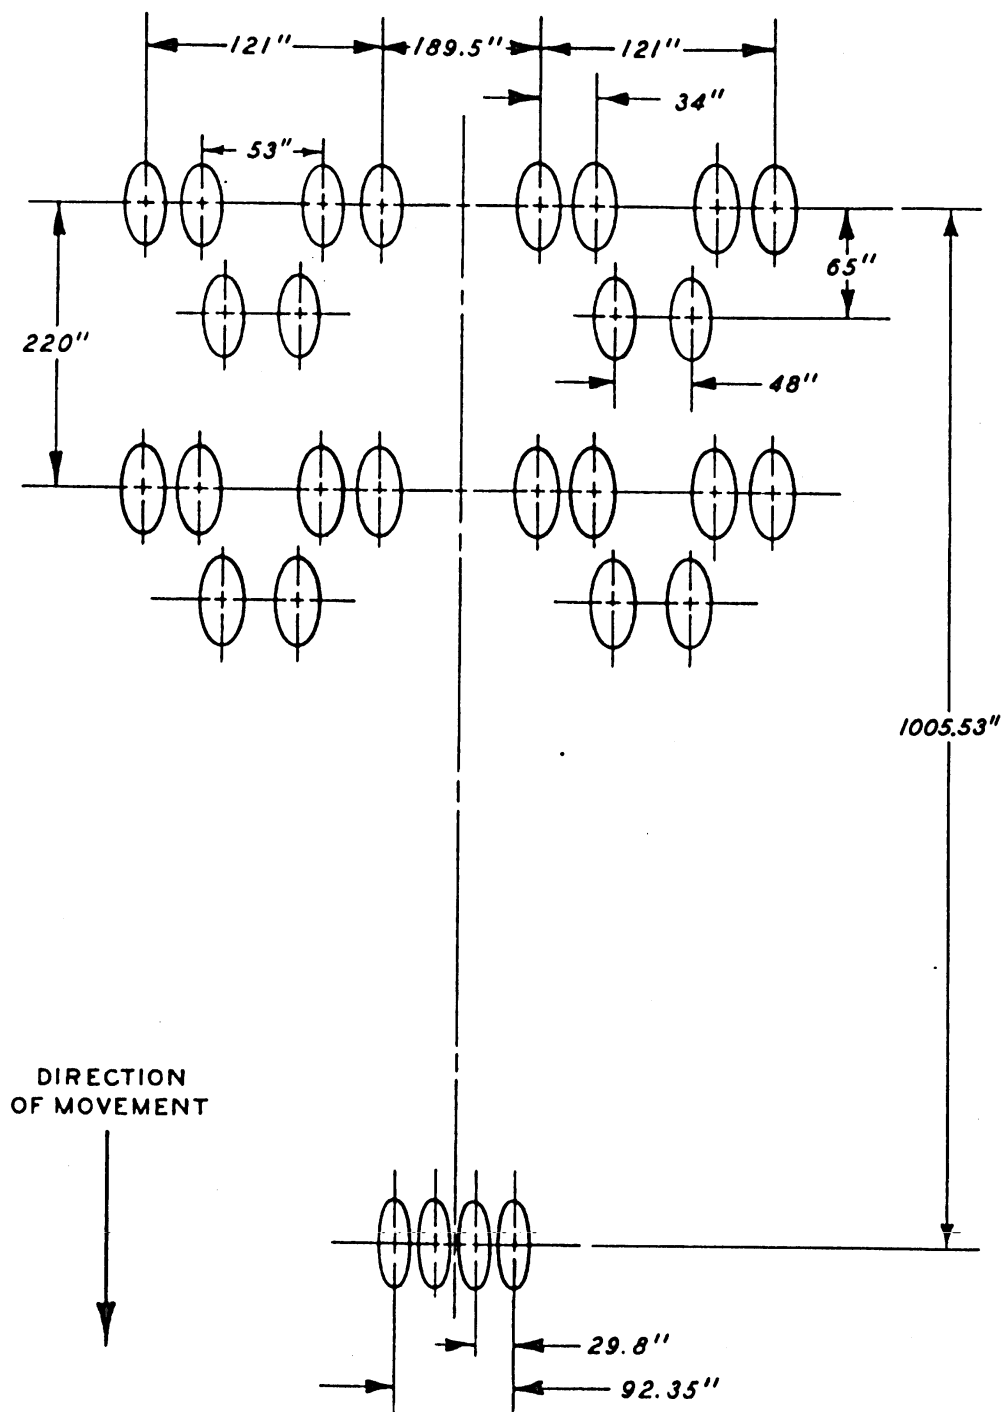 121" 189.5" 121"
34"
53"
65"
220"
48"
1005.53"
DIRECTION
OF MOVEMENT
29.8"
92.35"